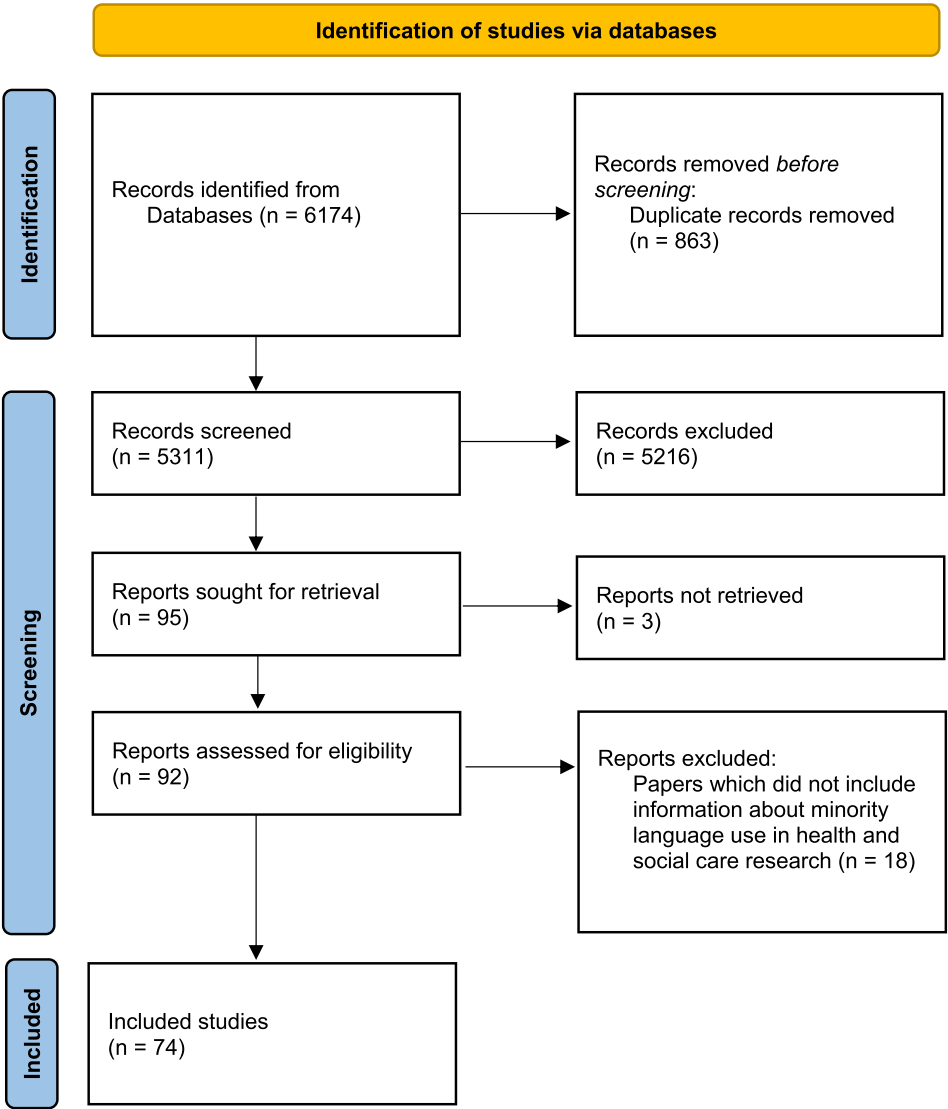 Identification of studies via databases
Identification
Records identified from
Databases (n = 6174)
Records removed before
screening:
Duplicate records removed
(n = 863)
Screening
Records screened
(n = 5311)
Records excluded
(n = 5216)
Reports sought for retrieval
(n = 95)
Reports not retrieved
(n = 3)
Reports assessed for eligibility
(n = 92)
Reports excluded:
Papers which did not include
information about minority
language use in health and
social care research (n = 18)
Included
Included studies
(n = 74)